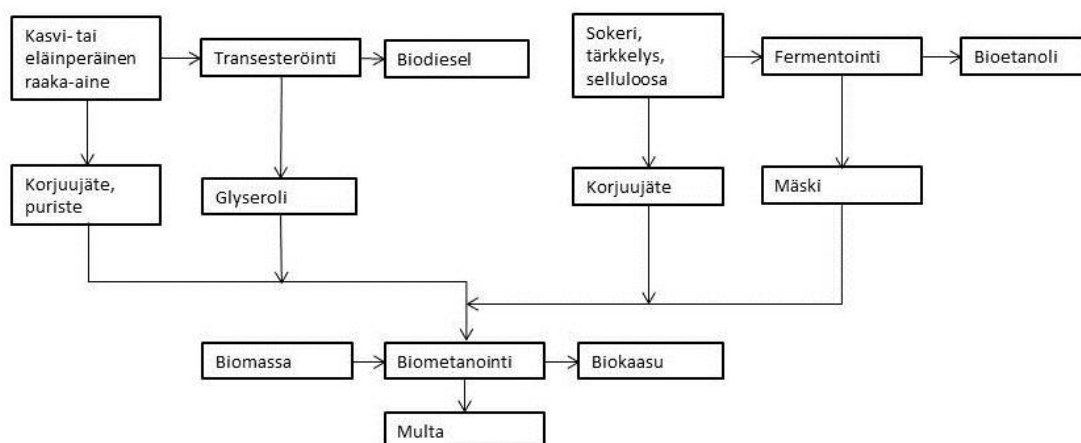 Kasvi- tai
eläinperäinen
raaka-aine
Transesteröinti
Biodiesel
Sokeri,
tärkkelys,
selluloosa
Fermentointi
Bioetanoli
Korjuujäte,
puriste
Glyseroli
Korjuujäte
Mäski
Biomassa
Biometanointi
Biokaasu
Multa